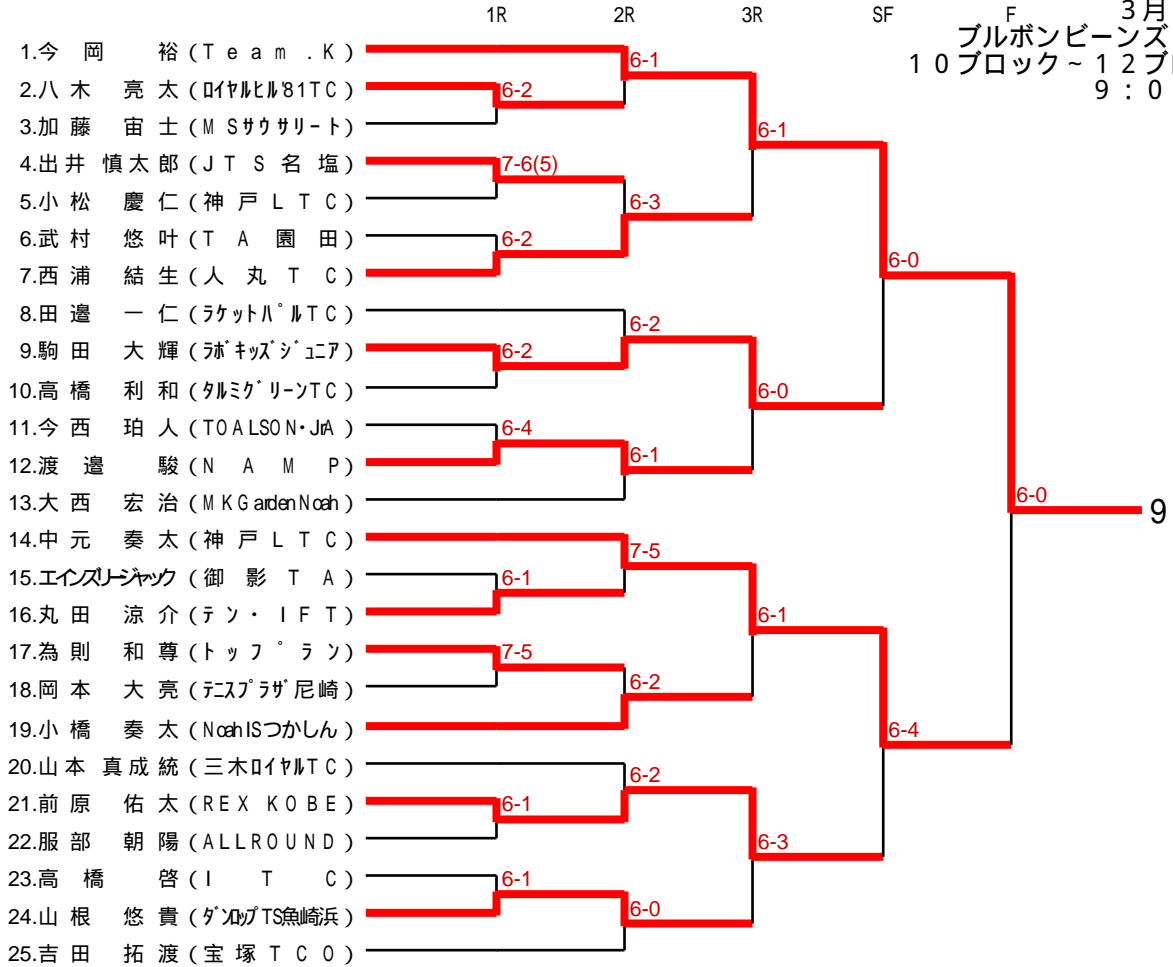 1R 2R 3R SF F 3月
ブルボンビーンズ
10ブロック~12ブ
9:0
1.今岡 裕(Team.K)
6-1
2.八木 亮太(ロイヤルヒル'81TC)
6-2
3.加藤 宙士(MSサウサリート)
6-1
4.出井 慎太郎(JTS名塩)
7-6(5)
5.小松 慶仁(神戸LTC)
6-3
6.武村 悠叶(TA園田)
6-2
7.西浦 結生(人丸TC)
6-0
8.田邉 一仁(ラケットパルTC)
6-2
9.駒田 大輝(ラボキッズジュニア)
6-2
10.高橋 利和(タルミグリーンTC)
6-0
11.今西 珀人(TOALSON・JrA)
6-4
12.渡邉 駿(NAMP)
6-1
13.大西 宏治(MKGardenNoah)
6-0
9
14.中元 奏太(神戸LTC)
7-5
15.エインズリージャック(御影TA)
6-1
16.丸田 涼介(テン・IFT)
6-1
17.為則 和尊(トップラン)
7-5
18.岡本 大亮(テニスプラザ尼崎)
6-2
19.小橋 奏太(NoahISつかしん)
6-4
20.山本 真成統(三木ロイヤルTC)
6-2
21.前原 佑太(REX KOBE)
6-1
22.服部 朝陽(ALLROUND)
6-3
23.高橋 啓(ITC)
6-1
24.山根 悠貴(ダンロップTS魚崎浜)
6-0
25.吉田 拓渡(宝塚TCO)